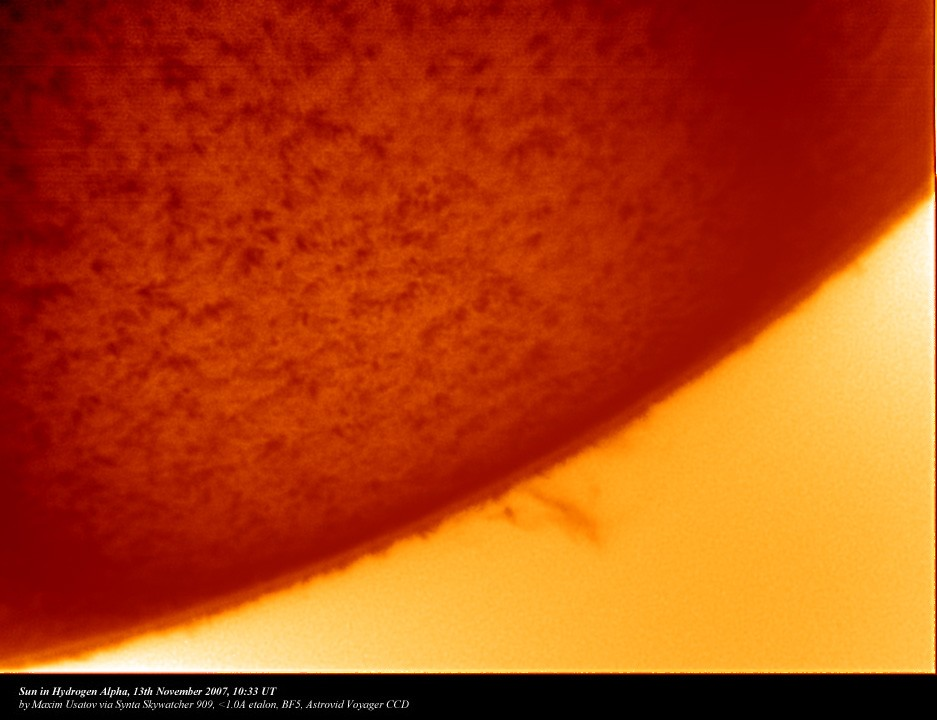 Sun in Hydrogen Alpha, 13th November 2007, 10:33 UT
by Maxim Usatov via Synta Skywatcher 909, <1.0A etalon, BF5, Astrovid Voyager CCD